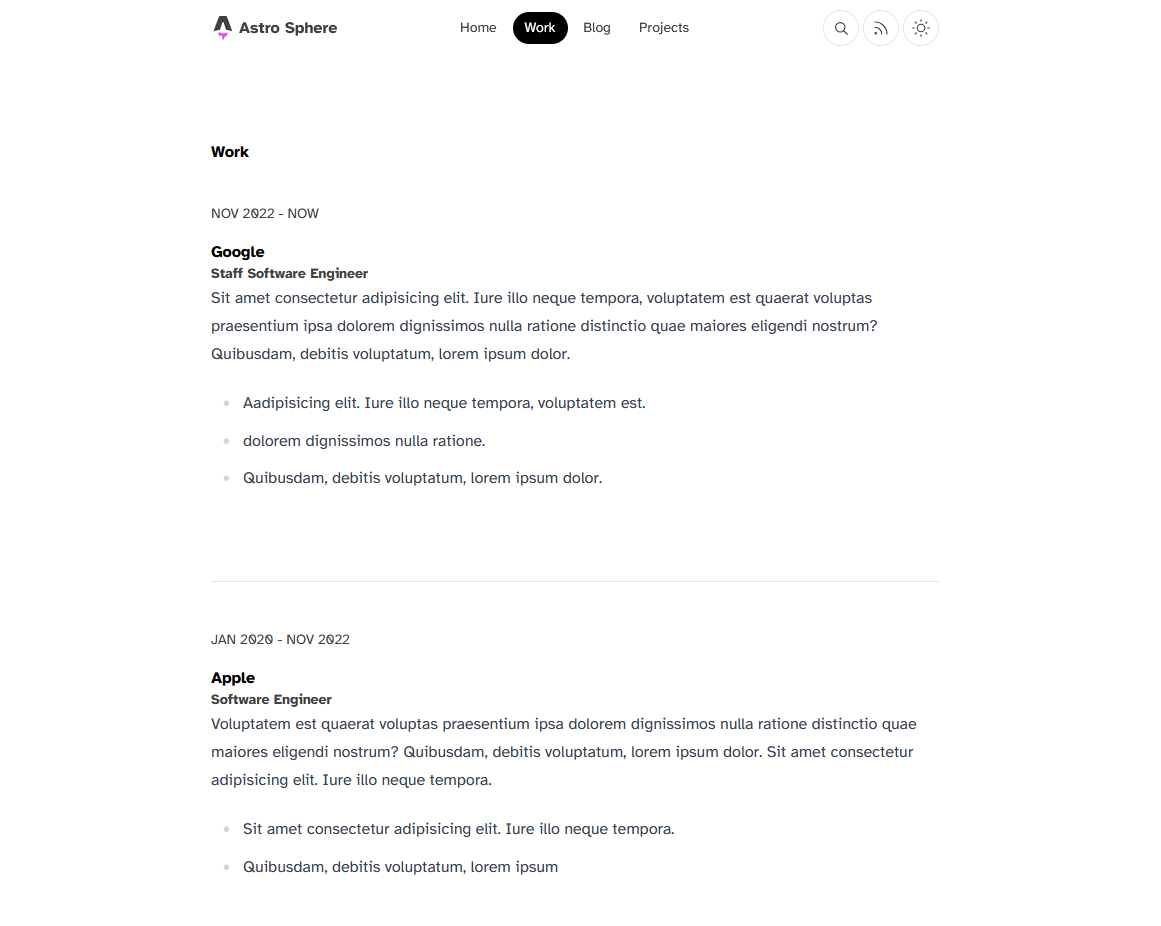 Astro Sphere
Home Work Blog Projects
Work
NOV 2022 - NOW
Google
Staff Software Engineer
Sit amet consectetur adipisicing elit. Iure illo neque tempora, voluptatem est quaerat voluptas
praesentium ipsa dolorem dignissimos nulla ratione distinctio quae maiores eligendi nostrum?
Quibusdam, debitis voluptatum, lorem ipsum dolor.
Aadipisicing elit. Iure illo neque tempora, voluptatem est.
dolorem dignissimos nulla ratione.
Quibusdam, debitis voluptatum, lorem ipsum dolor.
JAN 2020 - NOV 2022
Apple
Software Engineer
Voluptatem est quaerat voluptas praesentium ipsa dolorem dignissimos nulla ratione distinctio quae
maiores eligendi nostrum? Quibusdam, debitis voluptatum, lorem ipsum dolor. Sit amet consectetur
adipisicing elit. Iure illo neque tempora.
Sit amet consectetur adipisicing elit. Iure illo neque tempora.
Quibusdam, debitis voluptatum, lorem ipsum